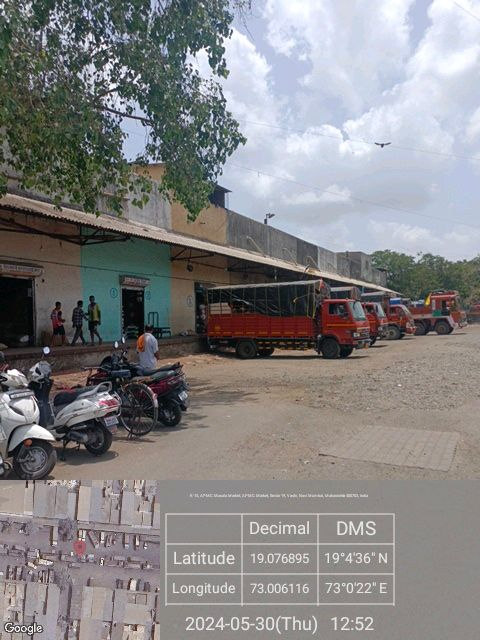 K-15, APMC Masala Market, APMC Market, Sector 19, Vashi, Navi Mumbai, Maharashtra 400703, India
Decimal DMS
Latitude 19.076895 19°4'36" N
Longitude 73.006116 73°0'22" E
2024-05-30(Thu) 12:52
Google